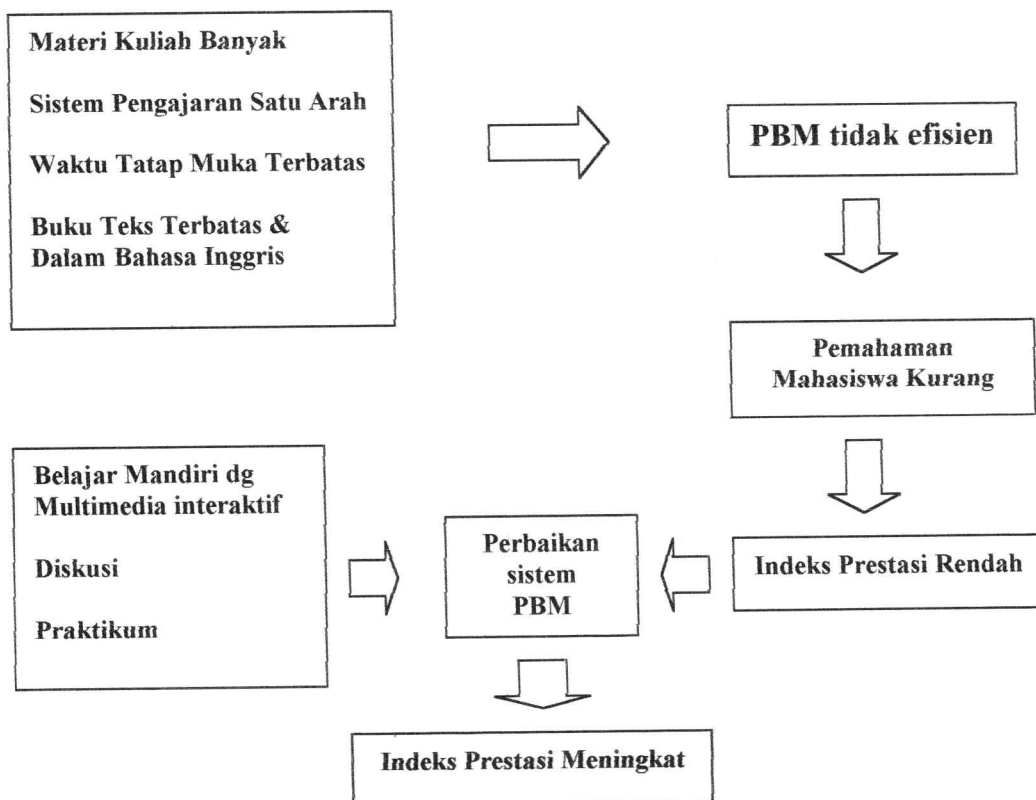 Materi Kuliah Banyak
Sistem Pengajaran Satu Arah
Waktu Tatap Muka Terbatas
Buku Teks Terbatas &
Dalam Bahasa Inggris
PBM tidak efisien
Pemahaman
Mahasiswa Kurang
Indeks Prestasi Rendah
Belajar Mandiri dg
Multimedia interaktif
Diskusi
Praktikum
Perbaikan
sistem
PBM
Indeks Prestasi Meningkat